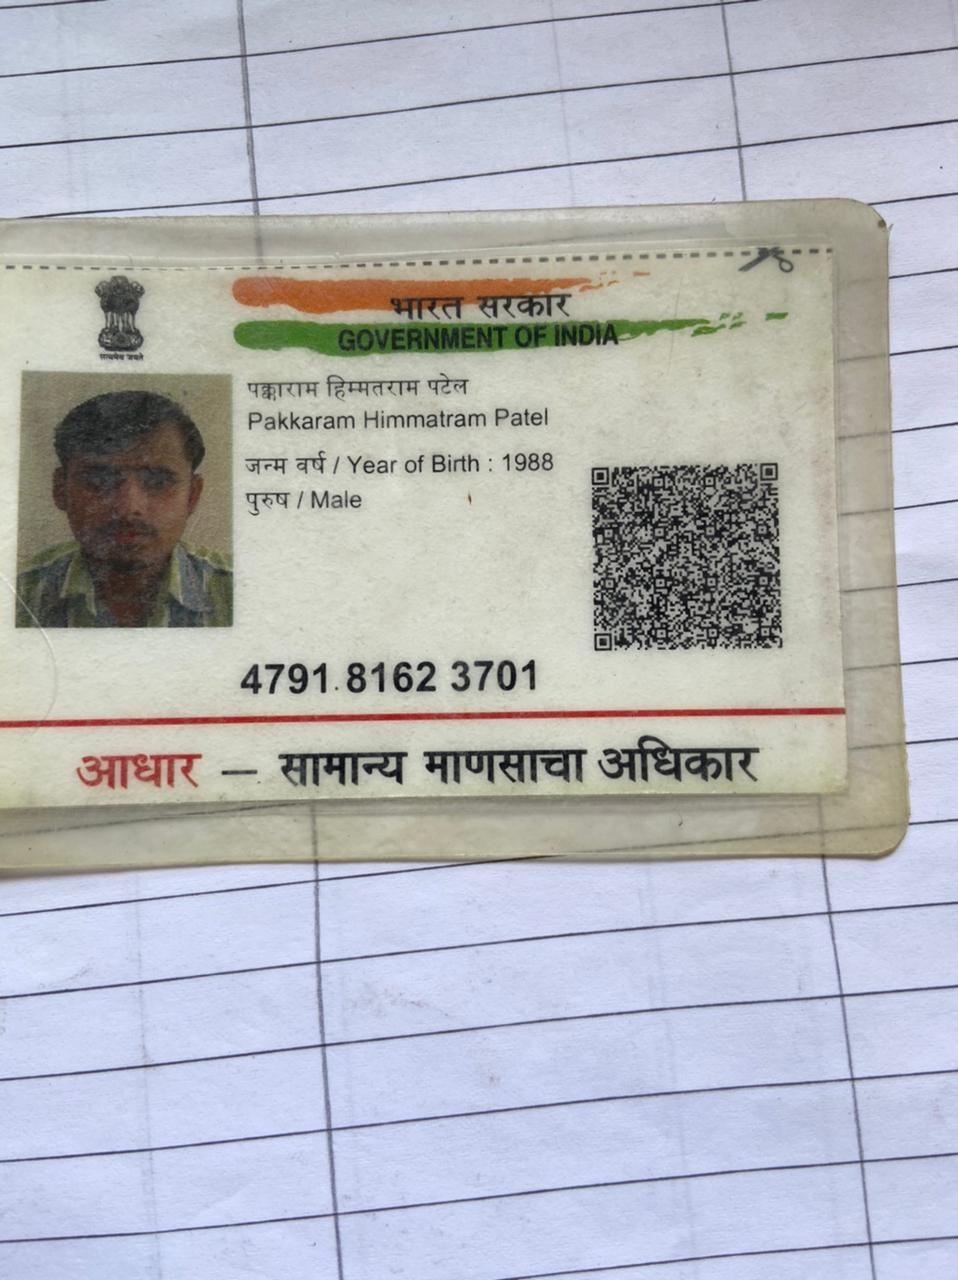 भारत सरकार
GOVERNMENT OF INDIA
सत्यमेव जयते
पक्काराम हिम्मतराम पटेल
Pakkaram Himmatram Patel
जन्म वर्ष / Year of Birth : 1988
पुरुष / Male
4791 8162 3701
आधार — सामान्य माणसाचा अधिकार